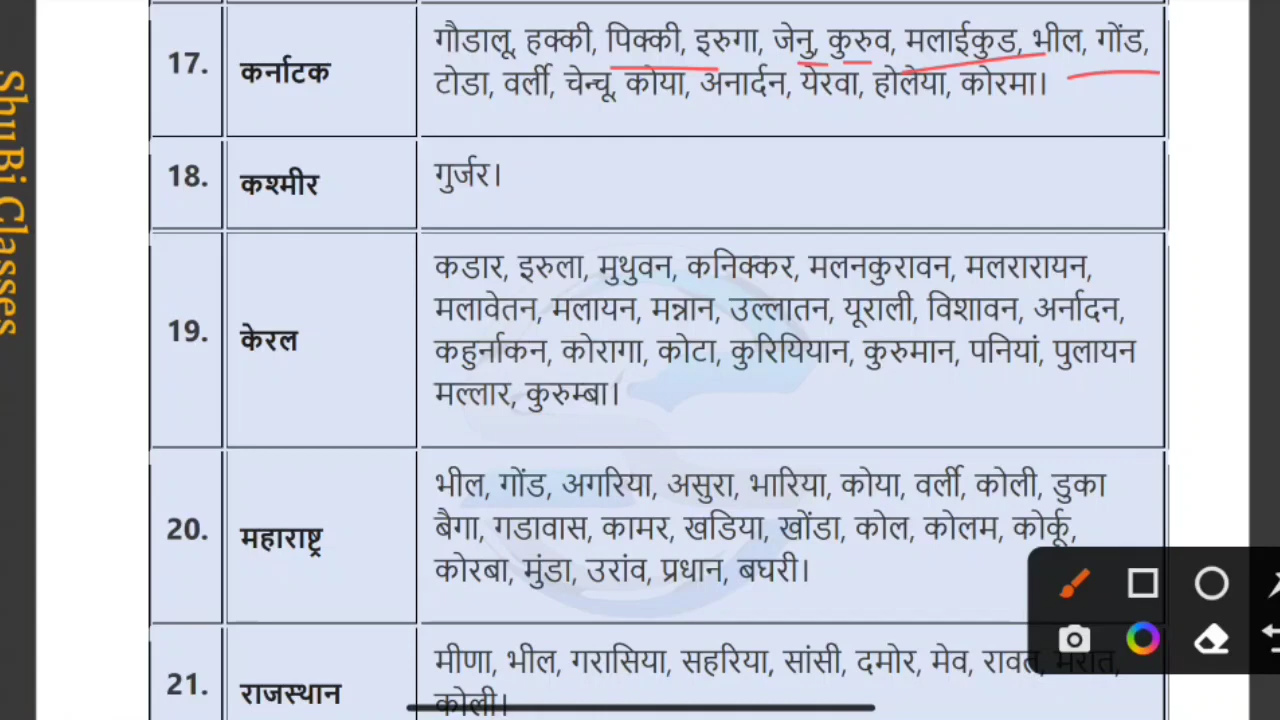 ShuBi Classes
17.
कर्नाटक
गौडालू, हक्की, पिक्की, इरुगा, जेनु, कुरुव, मलाईकुड, भील, गोंड,
टोडा, वर्ली, चेन्चू, कोया, अनार्दन, येरवा, होलेया, कोरमा।
18.
कश्मीर
गुर्जर।
19.
केरल
कडार, इरुला, मुथुवन, कनिक्कर, मलनकुरावन, मलरारायन,
मलावेतन, मलायन, मन्नान, उल्लातन, यूराली, विशावन, अर्नादन,
कहुर्नाकन, कोरागा, कोटा, कुरियियान, कुरुमान, पनियां, पुलायन
मल्लार, कुरुम्बा।
20.
महाराष्ट्र
भील, गोंड, अगरिया, असुरा, भारिया, कोया, वर्ली, कोली, डुका
बैगा, गडावास, कामर, खडिया, खोंडा, कोल, कोलम, कोर्कू,
कोरबा, मुंडा, उरांव, प्रधान, बघरी।
21.
राजस्थान
मीणा, भील, गरासिया, सहरिया, सांसी, दमोर, मेव, रावत, मरात,
कोली।